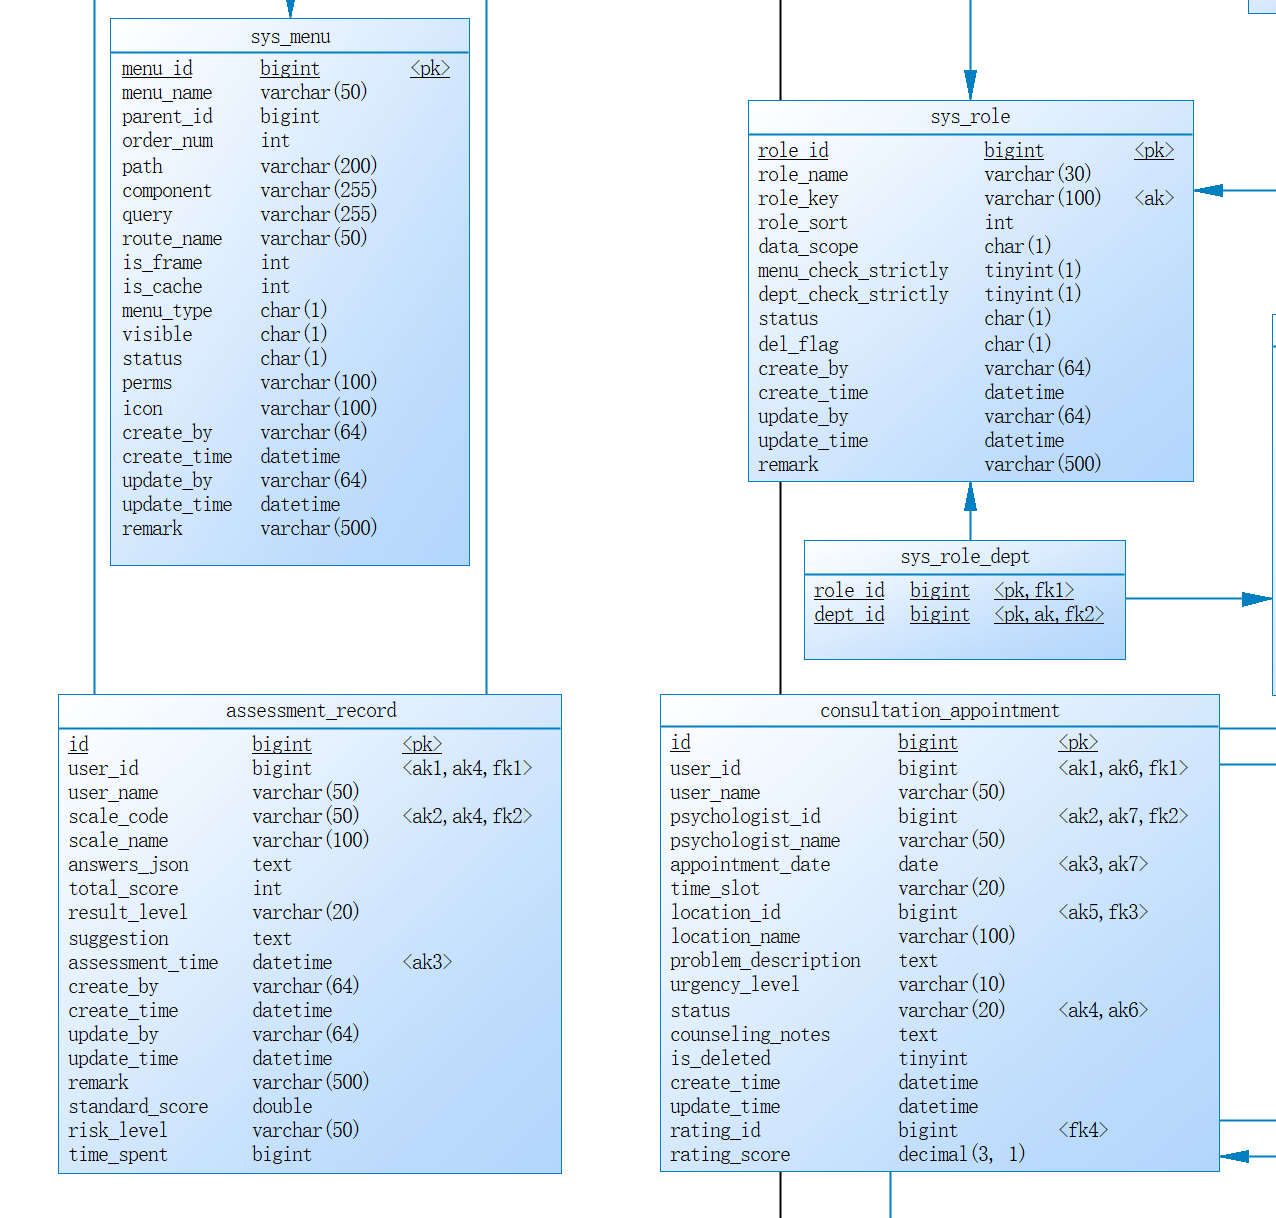 sys_menu
menu_id bigint <pk>
menu_name varchar(50)
parent_id bigint
order_num int
path varchar(200)
component varchar(255)
query varchar(255)
route_name varchar(50)
is_frame int
is_cache int
menu_type char(1)
visible char(1)
status char(1)
perms varchar(100)
icon varchar(100)
create_by varchar(64)
create_time datetime
update_by varchar(64)
update_time datetime
remark varchar(500)
sys_role
role_id bigint <pk>
role_name varchar(30)
role_key varchar(100) <ak>
role_sort int
data_scope char(1)
menu_check_strictly tinyint(1)
dept_check_strictly tinyint(1)
status char(1)
del_flag char(1)
create_by varchar(64)
create_time datetime
update_by varchar(64)
update_time datetime
remark varchar(500)
sys_role_dept
role_id bigint <pk,fk1>
dept_id bigint <pk,ak,fk2>
assessment_record
id bigint <pk>
user_id bigint <ak1,ak4,fk1>
user_name varchar(50)
scale_code varchar(50) <ak2,ak4,fk2>
scale_name varchar(100)
answers_json text
total_score int
result_level varchar(20)
suggestion text
assessment_time datetime <ak3>
create_by varchar(64)
create_time datetime
update_by varchar(64)
update_time datetime
remark varchar(500)
standard_score double
risk_level varchar(50)
time_spent bigint
consultation_appointment
id bigint <pk>
user_id bigint <ak1,ak6,fk1>
user_name varchar(50)
psychologist_id bigint <ak2,ak7,fk2>
psychologist_name varchar(50)
appointment_date date <ak3,ak7>
time_slot varchar(20)
location_id bigint <ak5,fk3>
location_name varchar(100)
problem_description text
urgency_level varchar(10)
status varchar(20) <ak4,ak6>
counseling_notes text
is_deleted tinyint
create_time datetime
update_time datetime
rating_id bigint <fk4>
rating_score decimal(3, 1)